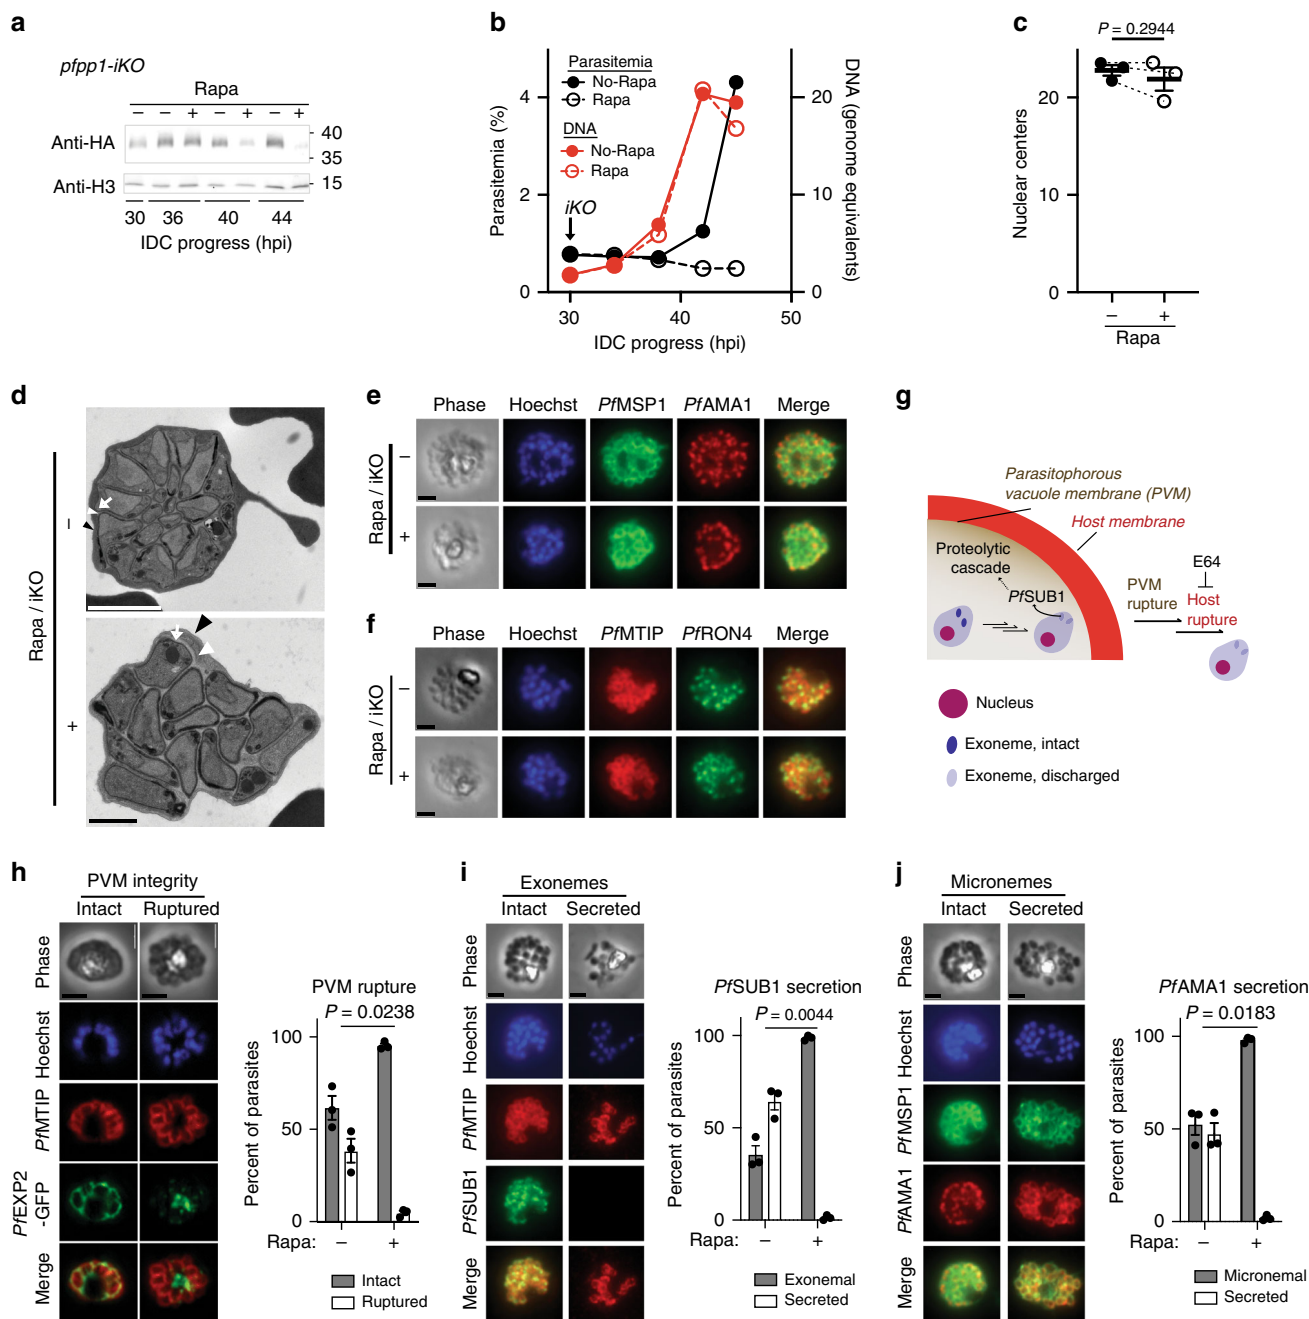 a
pfpp1-iKO
Rapa
– – + – + – +
Anti-HA
40
35
Anti-H3
15
30 36 40 44
IDC progress (hpi)
b
Parasitemia
No-Rapa
Rapa
DNA
No-Rapa
Rapa
iKO
Parasitemia (%)
4
2
0
DNA (genome equivalents)
20
10
0
30 40 50
IDC progress (hpi)
c
P = 0.2944
Nuclear centers
20
0
– +
Rapa
d
Rapa / iKO
–
+
e
Phase Hoechst PfMSP1 PfAMA1 Merge
Rapa / iKO
–
+
f
Phase Hoechst PfMTIP PfRON4 Merge
Rapa / iKO
–
+
g
Parasitophorous
vacuole membrane (PVM)
Host membrane
Proteolytic
cascade
PfSUB1
PVM
rupture
E64
Host
rupture
Nucleus
Exoneme, intact
Exoneme, discharged
h
PVM integrity
Intact Ruptured
Phase
Hoechst
PfMTIP
PfEXP2
-GFP
Merge
PVM rupture
P = 0.0238
Percent of parasites
100
50
0
Rapa: – +
Intact
Ruptured
i
Exonemes
Intact Secreted
Phase
Hoechst
PfMTIP
PfSUB1
Merge
PfSUB1 secretion
P = 0.0044
Percent of parasites
100
50
0
Rapa: – +
Exonemal
Secreted
j
Micronemes
Intact Secreted
Phase
Hoechst
PfMSP1
PfAMA1
Merge
PfAMA1 secretion
P = 0.0183
Percent of parasites
100
50
0
Rapa: – +
Micronemal
Secreted